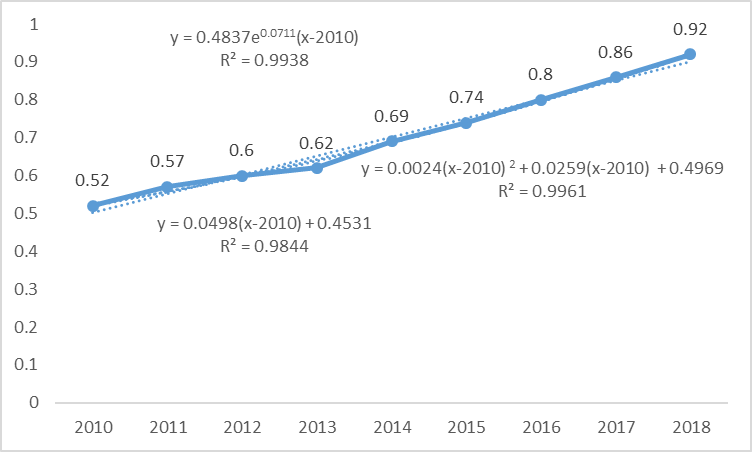 y = 0.4837e^0.0711(x-2010)
R² = 0.9938
y = 0.0024(x-2010) ² + 0.0259(x-2010) + 0.4969
R² = 0.9961
y = 0.0498(x-2010) + 0.4531
R² = 0.9844
0.52
0.57
0.6
0.62
0.69
0.74
0.8
0.86
0.92
1
0.9
0.8
0.7
0.6
0.5
0.4
0.3
0.2
0.1
0
2010 2011 2012 2013 2014 2015 2016 2017 2018